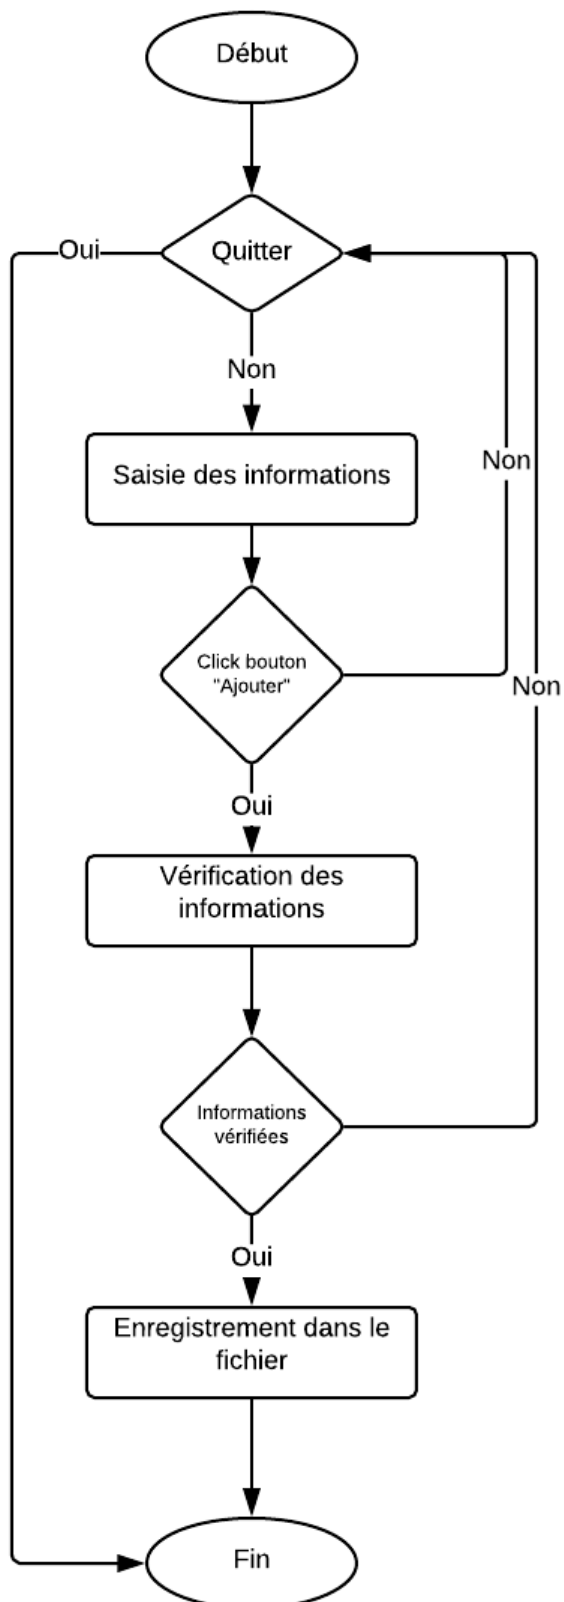 Début
Oui
Quitter
Non
Saisie des informations
Non
Click bouton
"Ajouter"
Non
Oui
Vérification des
informations
Informations
vérifiées
Oui
Enregistrement dans le
fichier
Fin